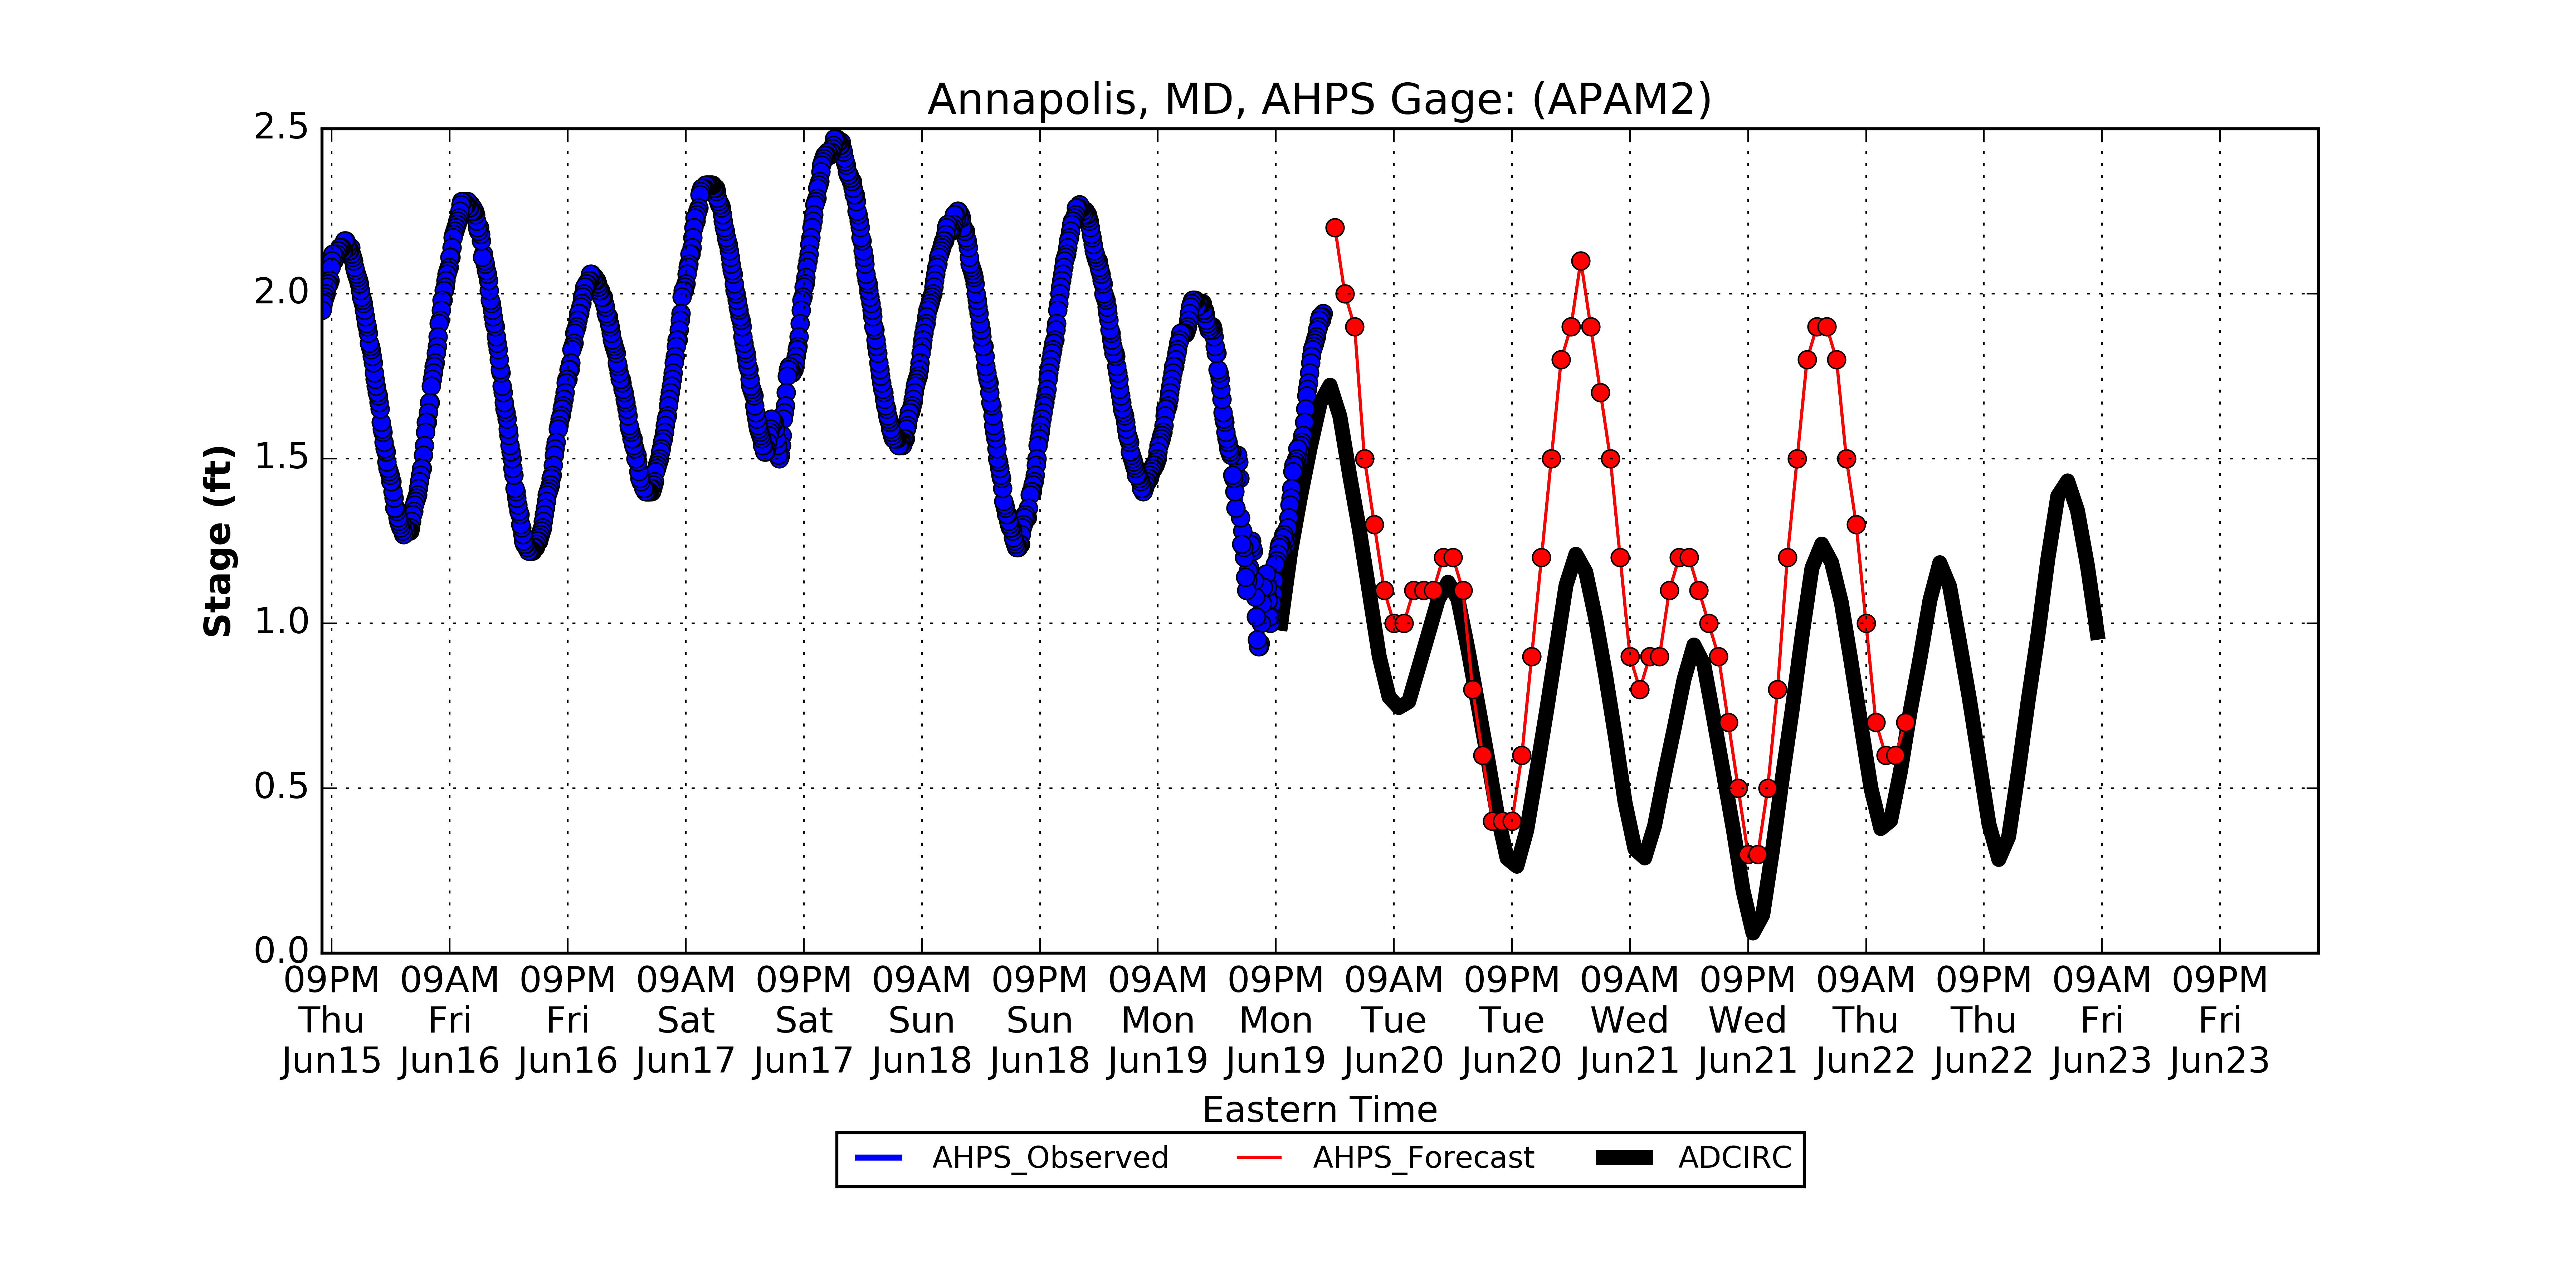 Annapolis, MD, AHPS Gage: (APAM2)
2.5
2.0
1.5
1.0
0.5
0.0
Stage (ft)
09PM 09AM 09PM 09AM 09PM 09AM 09PM 09AM 09PM 09AM 09PM 09AM 09PM 09AM 09PM 09AM 09PM
Thu Fri Fri Sat Sat Sun Sun Mon Mon Tue Tue Wed Wed Thu Thu Fri Fri
Jun15 Jun16 Jun16 Jun17 Jun17 Jun18 Jun18 Jun19 Jun19 Jun20 Jun20 Jun21 Jun21 Jun22 Jun22 Jun23 Jun23
Eastern Time
AHPS_Observed AHPS_Forecast ADCIRC